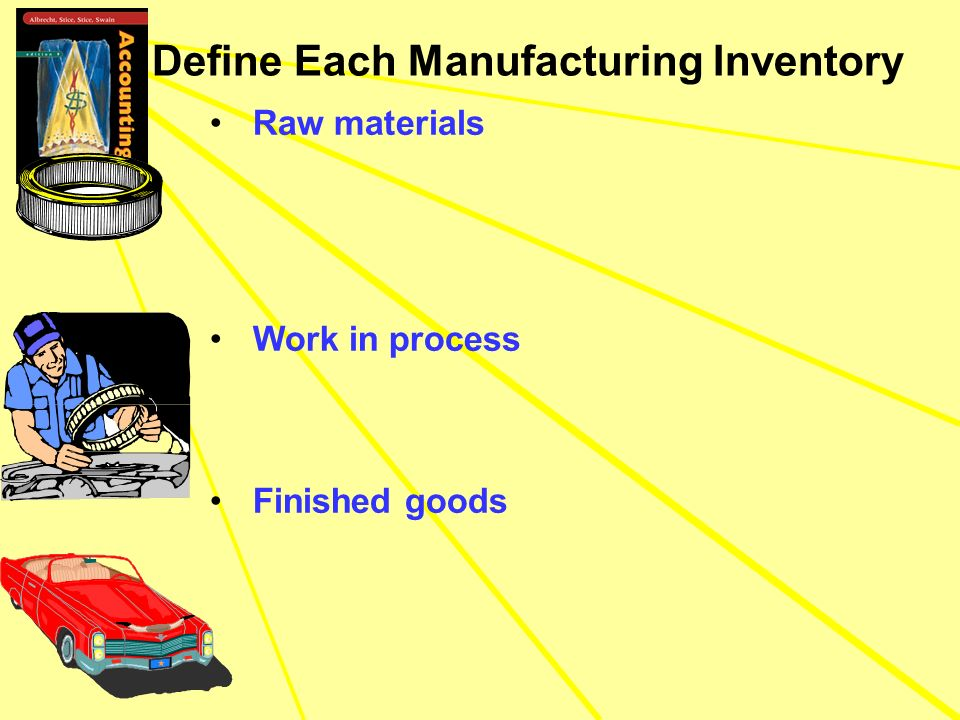 Albrecht, Stice, Stice, Swain
Accounting
Define Each Manufacturing Inventory
• Raw materials
• Work in process
• Finished goods